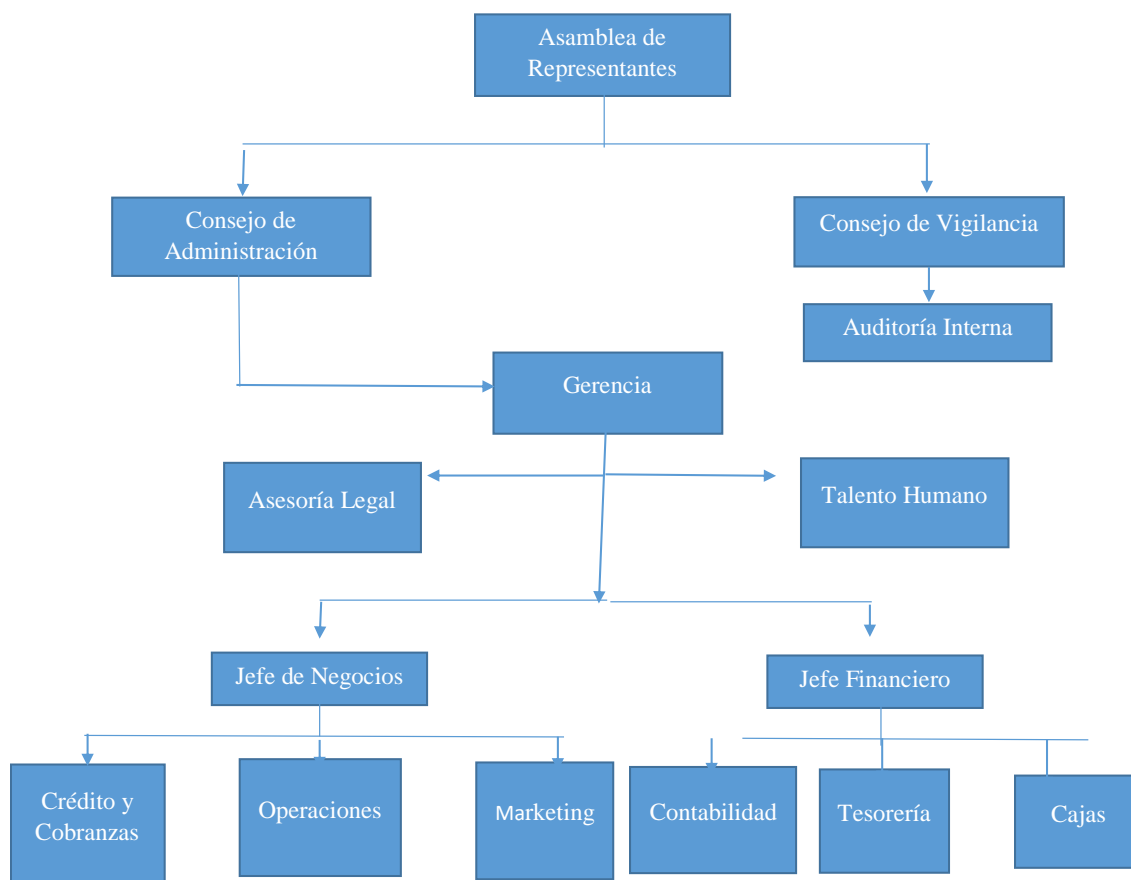 Asamblea de
Representantes
Consejo de
Administración
Consejo de Vigilancia
Auditoría Interna
Gerencia
Asesoría Legal
Talento Humano
Jefe de Negocios
Jefe Financiero
Crédito y
Cobranzas
Operaciones
Marketing
Contabilidad
Tesorería
Cajas